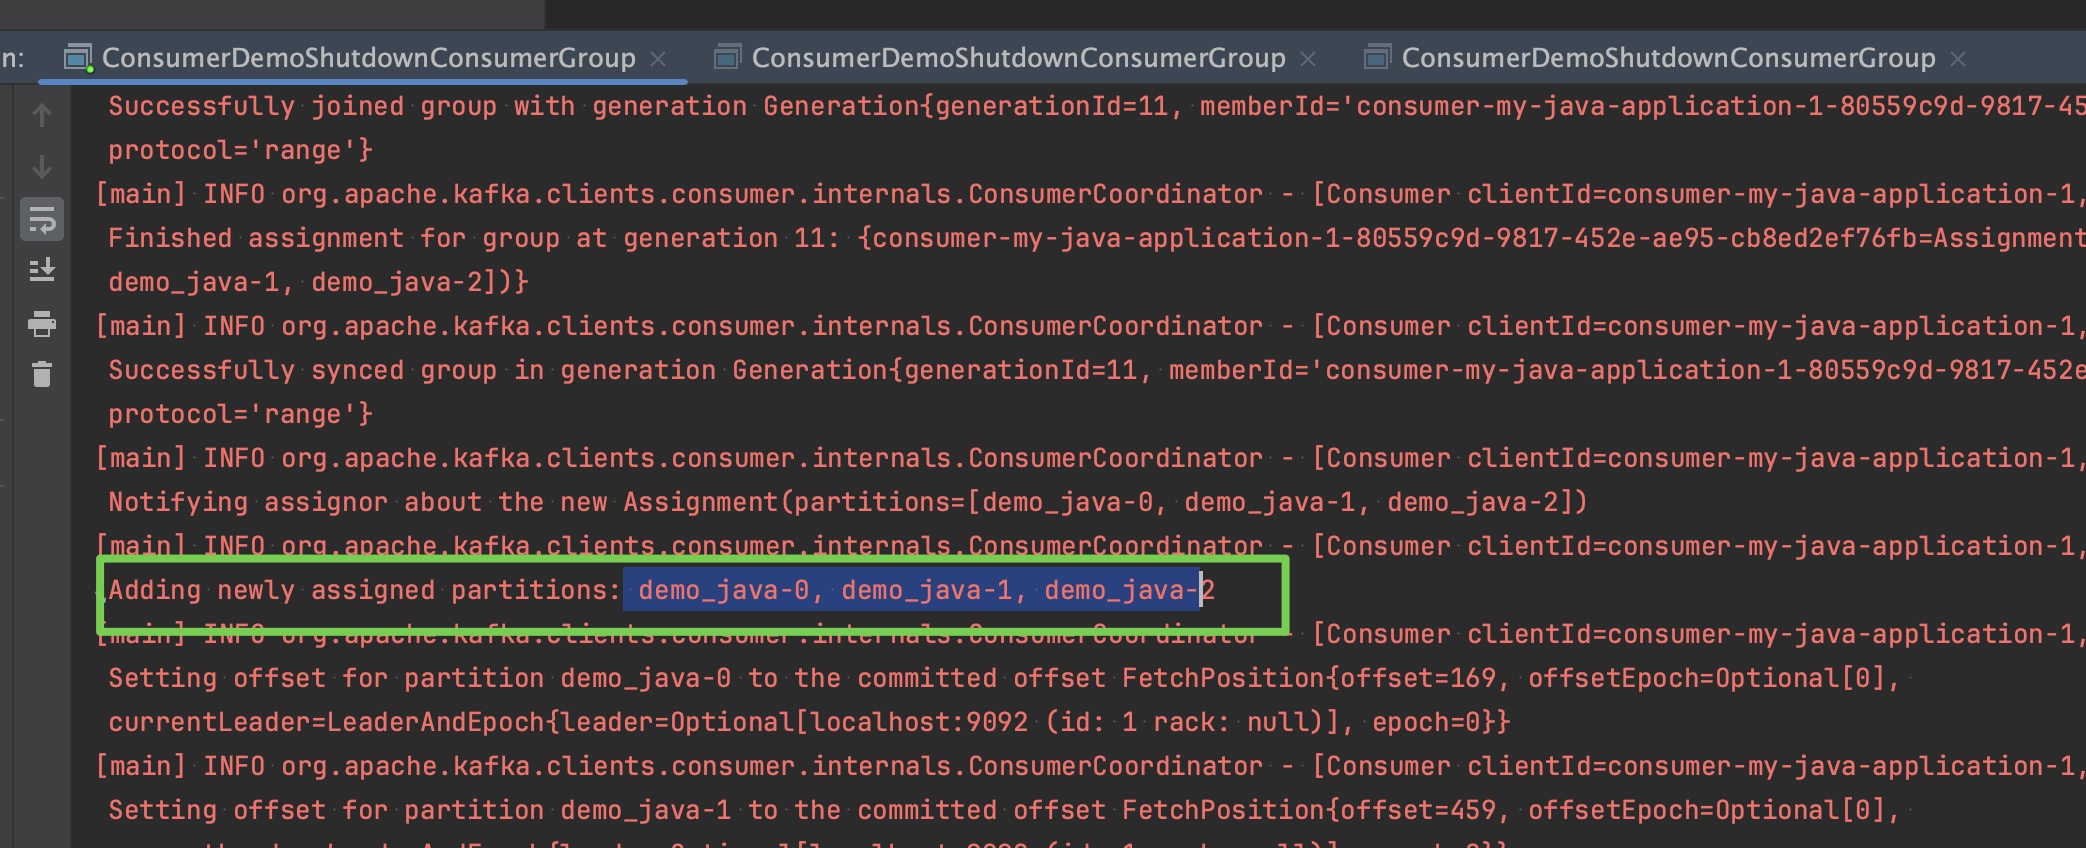 n: ConsumerDemoShutdownConsumerGroup × ConsumerDemoShutdownConsumerGroup × ConsumerDemoShutdownConsumerGroup ×
Successfully joined group with generation Generation{generationId=11, memberId='consumer-my-java-application-1-80559c9d-9817-45
protocol='range'}
[main] INFO org.apache.kafka.clients.consumer.internals.ConsumerCoordinator - [Consumer clientId=consumer-my-java-application-1,
Finished assignment for group at generation 11: {consumer-my-java-application-1-80559c9d-9817-452e-ae95-cb8ed2ef76fb=Assignment
demo_java-1, demo_java-2])}
[main] INFO org.apache.kafka.clients.consumer.internals.ConsumerCoordinator - [Consumer clientId=consumer-my-java-application-1,
Successfully synced group in generation Generation{generationId=11, memberId='consumer-my-java-application-1-80559c9d-9817-452e
protocol='range'}
[main] INFO org.apache.kafka.clients.consumer.internals.ConsumerCoordinator - [Consumer clientId=consumer-my-java-application-1,
Notifying assignor about the new Assignment(partitions=[demo_java-0, demo_java-1, demo_java-2])
[main] INFO org.apache.kafka.clients.consumer.internals.ConsumerCoordinator - [Consumer clientId=consumer-my-java-application-1,
Adding newly assigned partitions: demo_java-0, demo_java-1, demo_java-2
[main] INFO org.apache.kafka.clients.consumer.internals.ConsumerCoordinator - [Consumer clientId=consumer-my-java-application-1,
Setting offset for partition demo_java-0 to the committed offset FetchPosition{offset=169, offsetEpoch=Optional[0],
currentLeader=LeaderAndEpoch{leader=Optional[localhost:9092 (id: 1 rack: null)], epoch=0}}
[main] INFO org.apache.kafka.clients.consumer.internals.ConsumerCoordinator - [Consumer clientId=consumer-my-java-application-1,
Setting offset for partition demo_java-1 to the committed offset FetchPosition{offset=459, offsetEpoch=Optional[0],